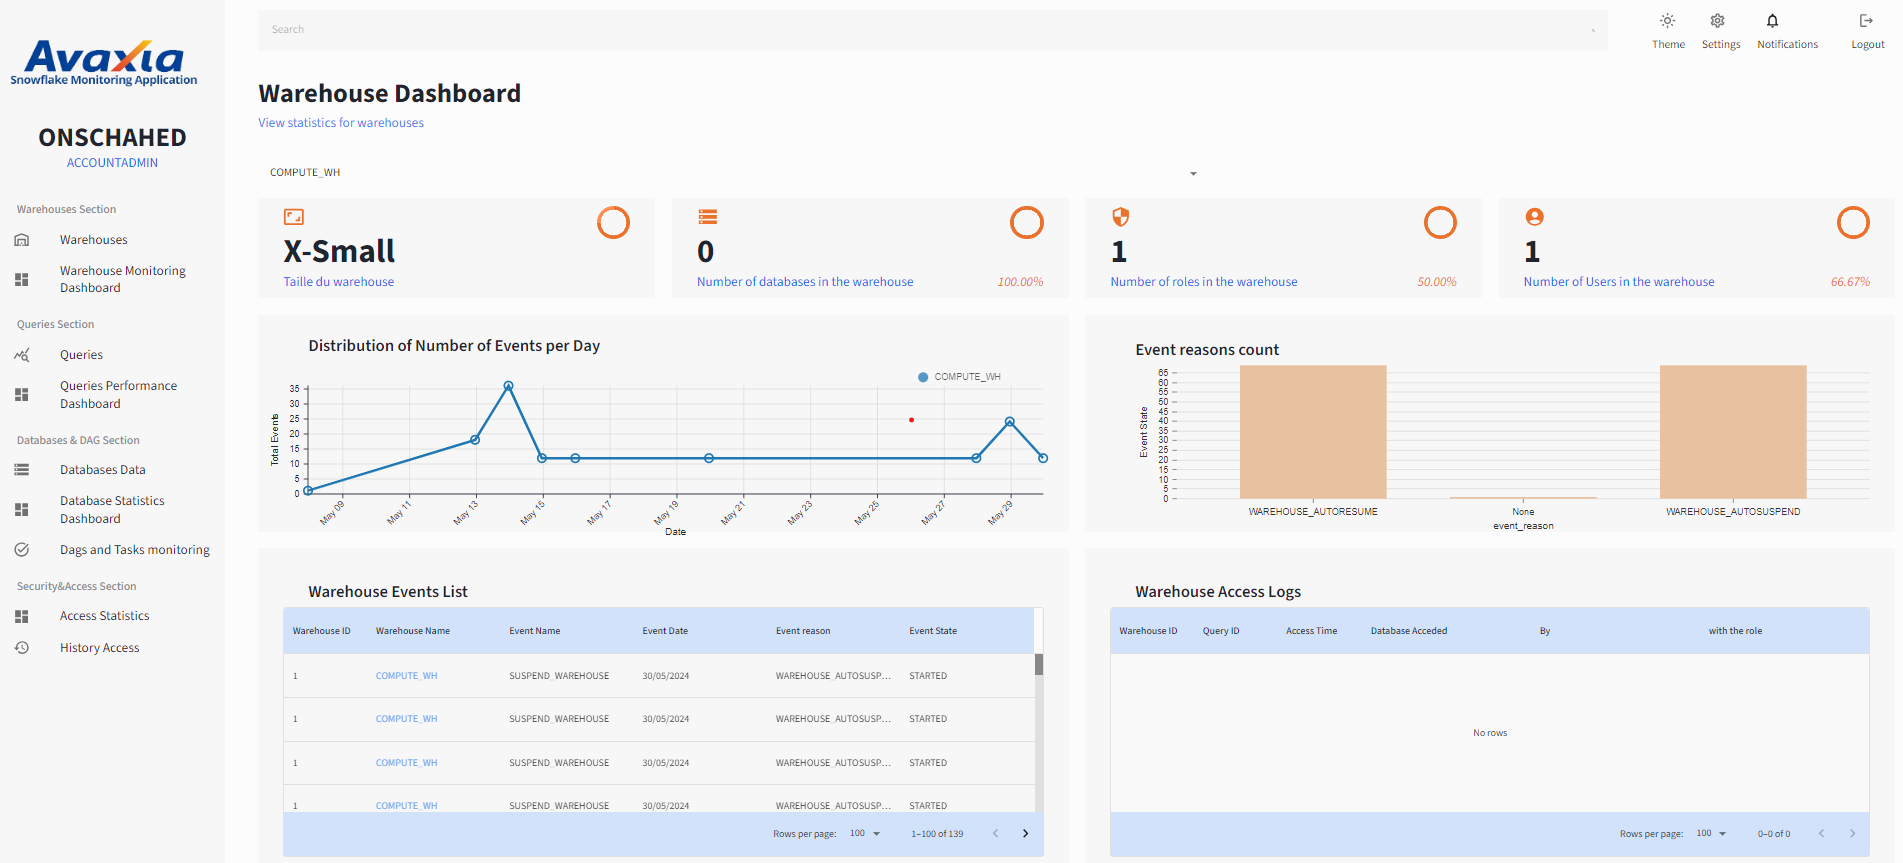 Avaxia
Snowflake Monitoring Application
ONSCHAHED
ACCOUNTADMIN
Warehouses Section
Warehouses
Warehouse Monitoring
Dashboard
Queries Section
Queries
Queries Performance
Dashboard
Databases & DAG Section
Databases Data
Database Statistics
Dashboard
Dags and Tasks monitoring
Security&Access Section
Access Statistics
History Access
Search
Theme Settings Notifications Logout
Warehouse Dashboard
View statistics for warehouses
COMPUTE_WH
X-Small
Taille du warehouse
0
Number of databases in the warehouse 100.00%
1
Number of roles in the warehouse 50.00%
1
Number of Users in the warehouse 66.67%
Distribution of Number of Events per Day
COMPUTE_WH
Total Events
35
30
25
20
15
10
5
0
May 09 May 11 May 13 May 15 May 17 May 19 May 21 May 23 May 25 May 27 May 29
Date
Event reasons count
Event State
65
60
55
50
45
40
35
30
25
20
15
10
5
0
WAREHOUSE_AUTORESUME None WAREHOUSE_AUTOSUSPEND
event_reason
Warehouse Events List
Warehouse ID Warehouse Name Event Name Event Date Event reason Event State
1 COMPUTE_WH SUSPEND_WAREHOUSE 30/05/2024 WAREHOUSE_AUTOSUSP... STARTED
1 COMPUTE_WH SUSPEND_WAREHOUSE 30/05/2024 WAREHOUSE_AUTOSUSP... STARTED
1 COMPUTE_WH SUSPEND_WAREHOUSE 30/05/2024 WAREHOUSE_AUTOSUSP... STARTED
1 COMPUTE_WH SUSPEND_WAREHOUSE 30/05/2024 WAREHOUSE_AUTOSUSP... STARTED
Rows per page: 100 1–100 of 139
Warehouse Access Logs
Warehouse ID Query ID Access Time Database Acceded By with the role
No rows
Rows per page: 100 0–0 of 0